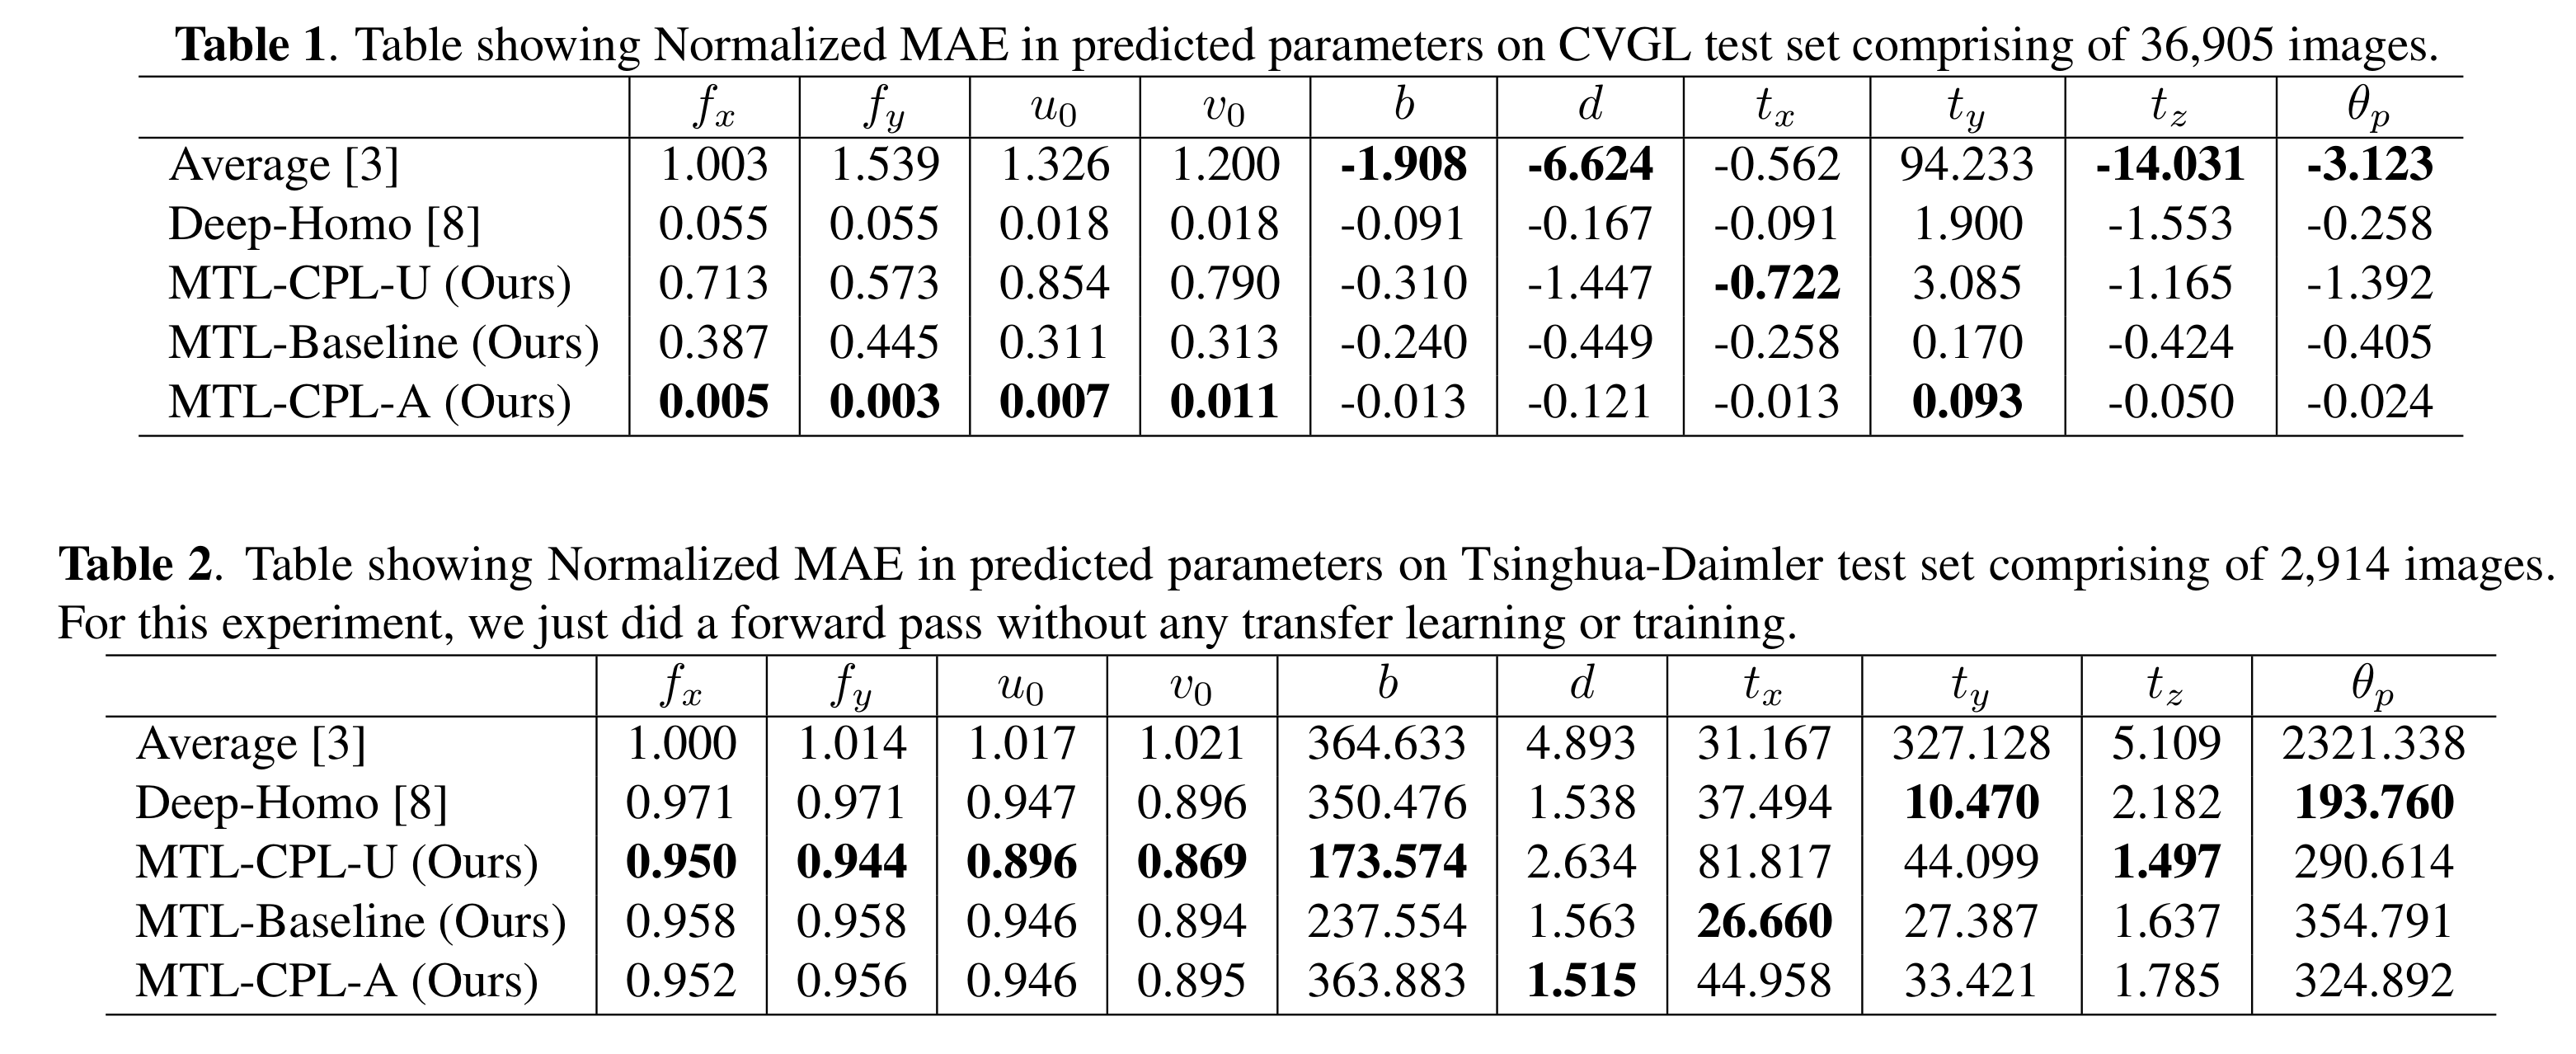 Table 1. Table showing Normalized MAE in predicted parameters on CVGL test set comprising of 36,905 images.
f_x f_y u_0 v_0 b d t_x t_y t_z θ_p
Average [3] 1.003 1.539 1.326 1.200 -1.908 -6.624 -0.562 94.233 -14.031 -3.123
Deep-Homo [8] 0.055 0.055 0.018 0.018 -0.091 -0.167 -0.091 1.900 -1.553 -0.258
MTL-CPL-U (Ours) 0.713 0.573 0.854 0.790 -0.310 -1.447 -0.722 3.085 -1.165 -1.392
MTL-Baseline (Ours) 0.387 0.445 0.311 0.313 -0.240 -0.449 -0.258 0.170 -0.424 -0.405
MTL-CPL-A (Ours) 0.005 0.003 0.007 0.011 -0.013 -0.121 -0.013 0.093 -0.050 -0.024
Table 2. Table showing Normalized MAE in predicted parameters on Tsinghua-Daimler test set comprising of 2,914 images.
For this experiment, we just did a forward pass without any transfer learning or training.
f_x f_y u_0 v_0 b d t_x t_y t_z θ_p
Average [3] 1.000 1.014 1.017 1.021 364.633 4.893 31.167 327.128 5.109 2321.338
Deep-Homo [8] 0.971 0.971 0.947 0.896 350.476 1.538 37.494 10.470 2.182 193.760
MTL-CPL-U (Ours) 0.950 0.944 0.896 0.869 173.574 2.634 81.817 44.099 1.497 290.614
MTL-Baseline (Ours) 0.958 0.958 0.946 0.894 237.554 1.563 26.660 27.387 1.637 354.791
MTL-CPL-A (Ours) 0.952 0.956 0.946 0.895 363.883 1.515 44.958 33.421 1.785 324.892